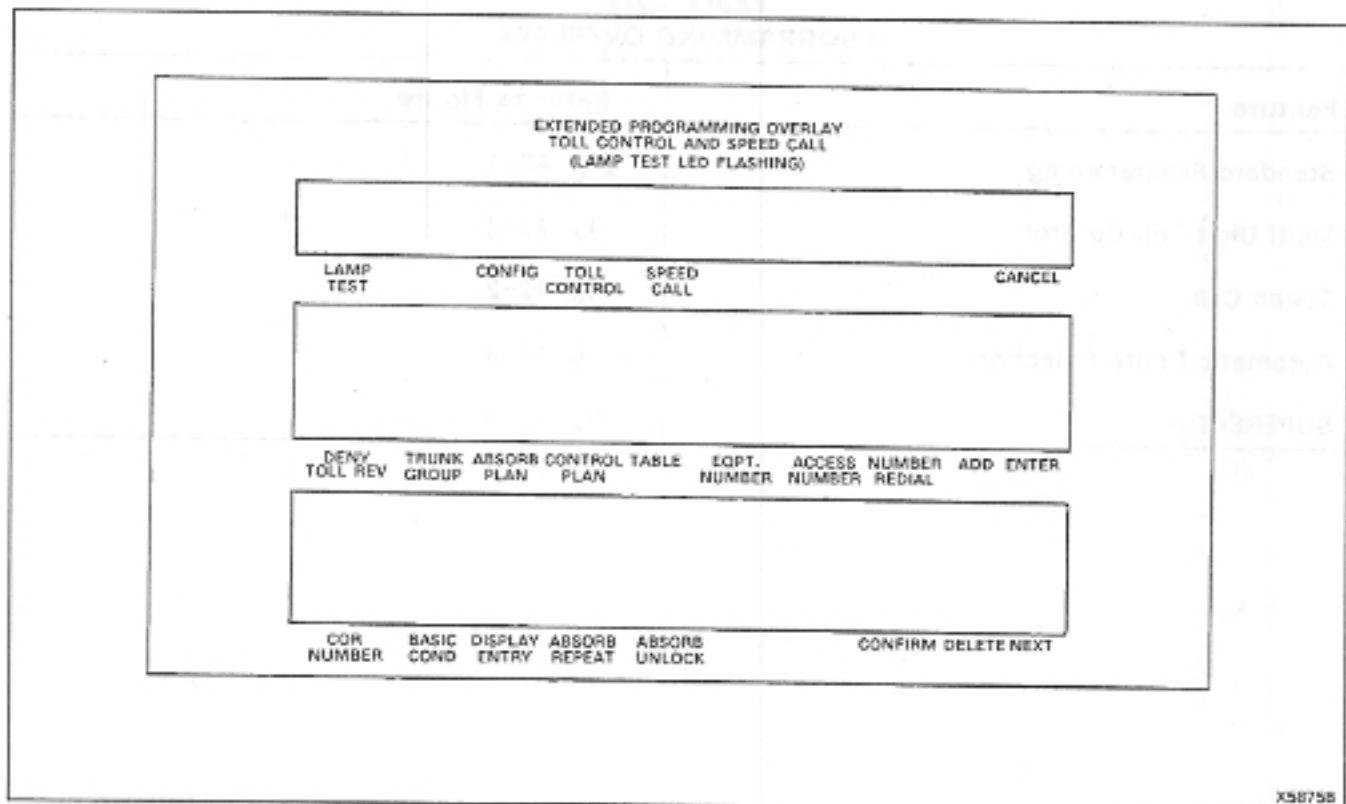 EXTENDED PROGRAMMING OVERLAY
TOLL CONTROL AND SPEED CALL
(LAMP TEST LED FLASHING)
LAMP TEST CONFIG TOLL CONTROL SPEED CALL CANCEL
DENY TOLL REV TRUNK GROUP ABSORB PLAN CONTROL PLAN TABLE EQPT. NUMBER ACCESS NUMBER NUMBER REDIAL ADD ENTER
COR NUMBER BASIC COND DISPLAY ENTRY ABSORB REPEAT ABSORB UNLOCK CONFIRM DELETE NEXT
X5875B